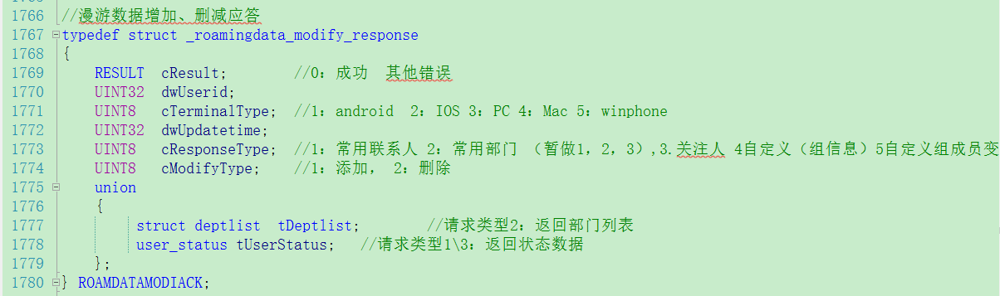 1766 //漫游数据增加、删减应答
1767 typedef struct _roamingdata_modify_response
1768 {
1769 RESULT cResult; //0：成功 其他错误
1770 UINT32 dwUserid;
1771 UINT8 cTerminalType; //1：android 2：IOS 3：PC 4：Mac 5：winphone
1772 UINT32 dwUpdatetime;
1773 UINT8 cResponseType; //1：常用联系人 2：常用部门 （暂做1，2，3）,3.关注人 4自定义（组信息）5自定义组成员变
1774 UINT8 cModifyType; //1：添加， 2：删除
1775 union
1776 {
1777 struct deptlist tDeptlist; //请求类型2：返回部门列表
1778 user_status tUserStatus; //请求类型1\3：返回状态数据
1779 };
1780 } ROAMDATAMODIACK;